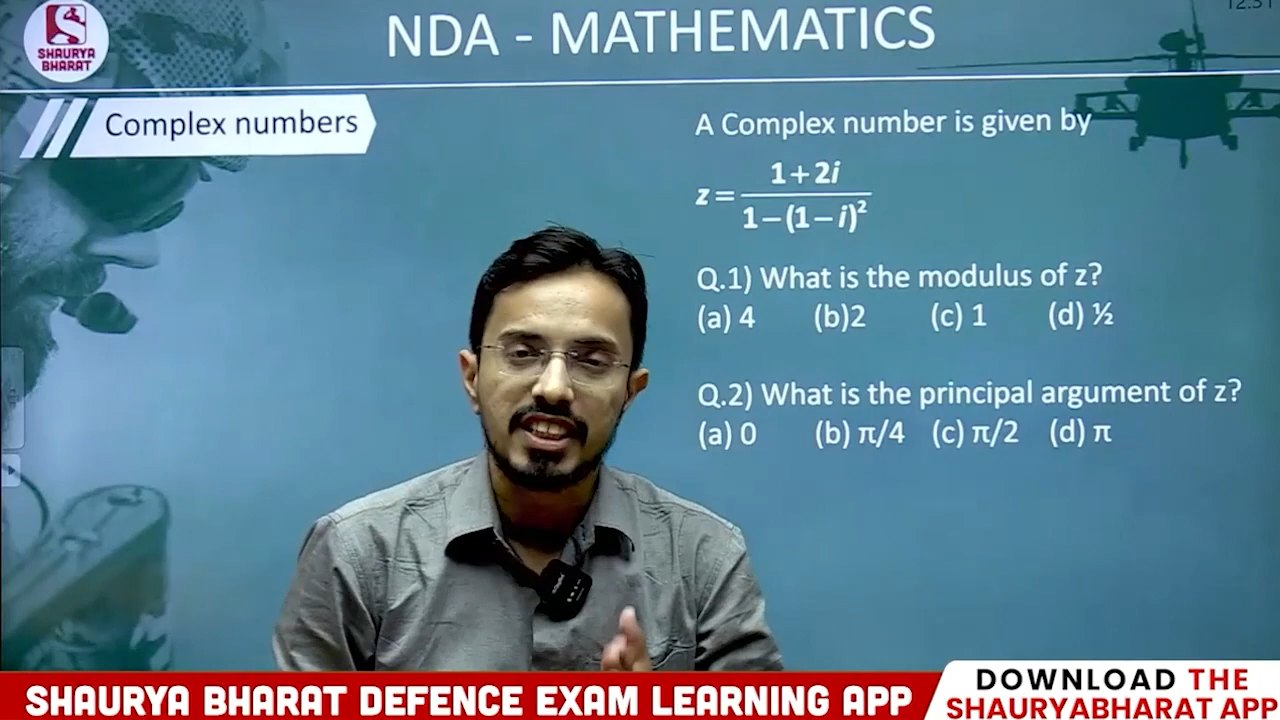 SHAURYA
BHARAT
NDA - MATHEMATICS
Complex numbers
A Complex number is given by
z = (1+2i)/(1-(1-i)²)
Q.1) What is the modulus of z?
(a) 4 (b)2 (c) 1 (d) ½
Q.2) What is the principal argument of z?
(a) 0 (b) π/4 (c) π/2 (d) π
SHAURYA BHARAT DEFENCE EXAM LEARNING APP
DOWNLOAD THE
SHAURYABHARAT APP